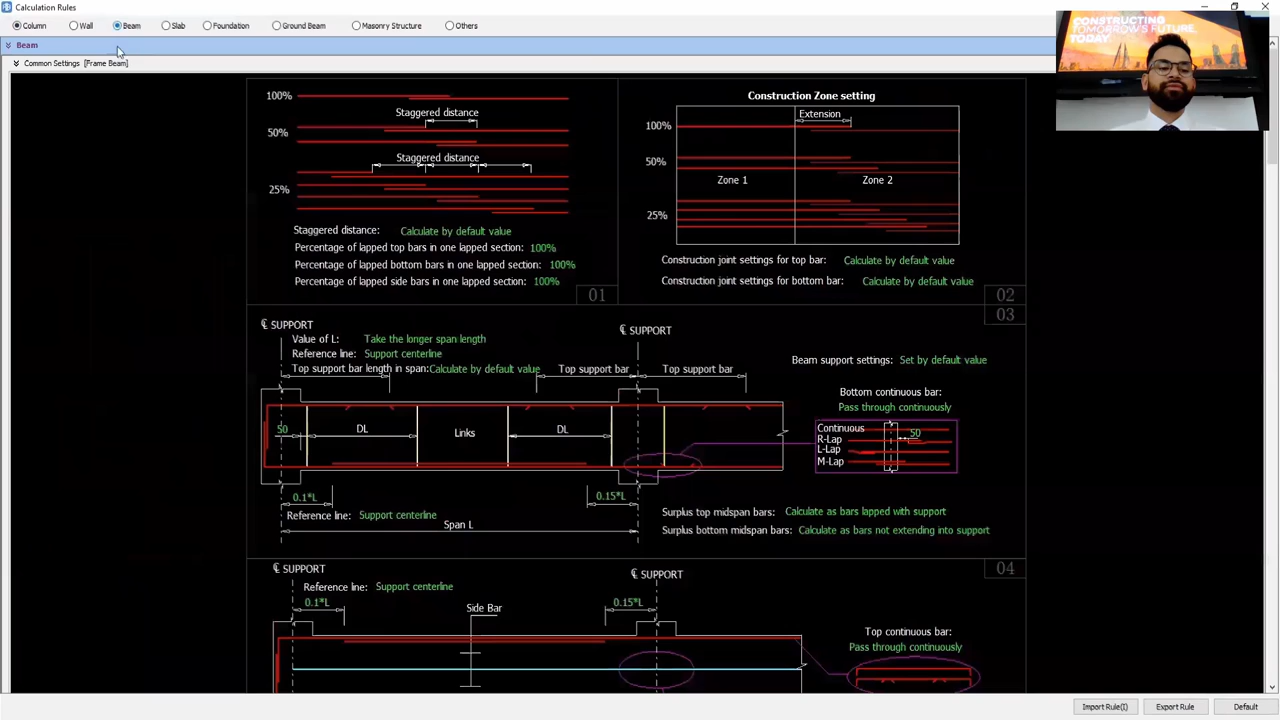 Calculation Rules
Column Wall Beam Slab Foundation Ground Beam Masonry Structure Others
Beam
Common Settings [Frame Beam]
CONSTRUCTING
TOMORROW'S FUTURE.
TODAY.
100%
Staggered distance
50%
Staggered distance
25%
Staggered distance: Calculate by default value
Percentage of lapped top bars in one lapped section: 100%
Percentage of lapped bottom bars in one lapped section: 100%
Percentage of lapped side bars in one lapped section: 100%
01
Construction Zone setting
Extension
100%
50%
Zone 1 Zone 2
25%
Construction joint settings for top bar: Calculate by default value
Construction joint settings for bottom bar: Calculate by default value
02
03
℄ SUPPORT ℄ SUPPORT
Value of L: Take the longer span length
Reference line: Support centerline
Top support bar length in span: Calculate by default value Top support bar Top support bar
50 DL Links DL
0.1*L 0.15*L
Reference line: Support centerline
Span L
Beam support settings: Set by default value
Bottom continuous bar:
Pass through continuously
Continuous
R-Lap 50
L-Lap
M-Lap
Surplus top midspan bars: Calculate as bars lapped with support
Surplus bottom midspan bars: Calculate as bars not extending into support
04
℄ SUPPORT ℄ SUPPORT
Reference line: Support centerline
0.1*L Side Bar 0.15*L
Top continuous bar:
Pass through continuously
Import Rule(I) Export Rule Default